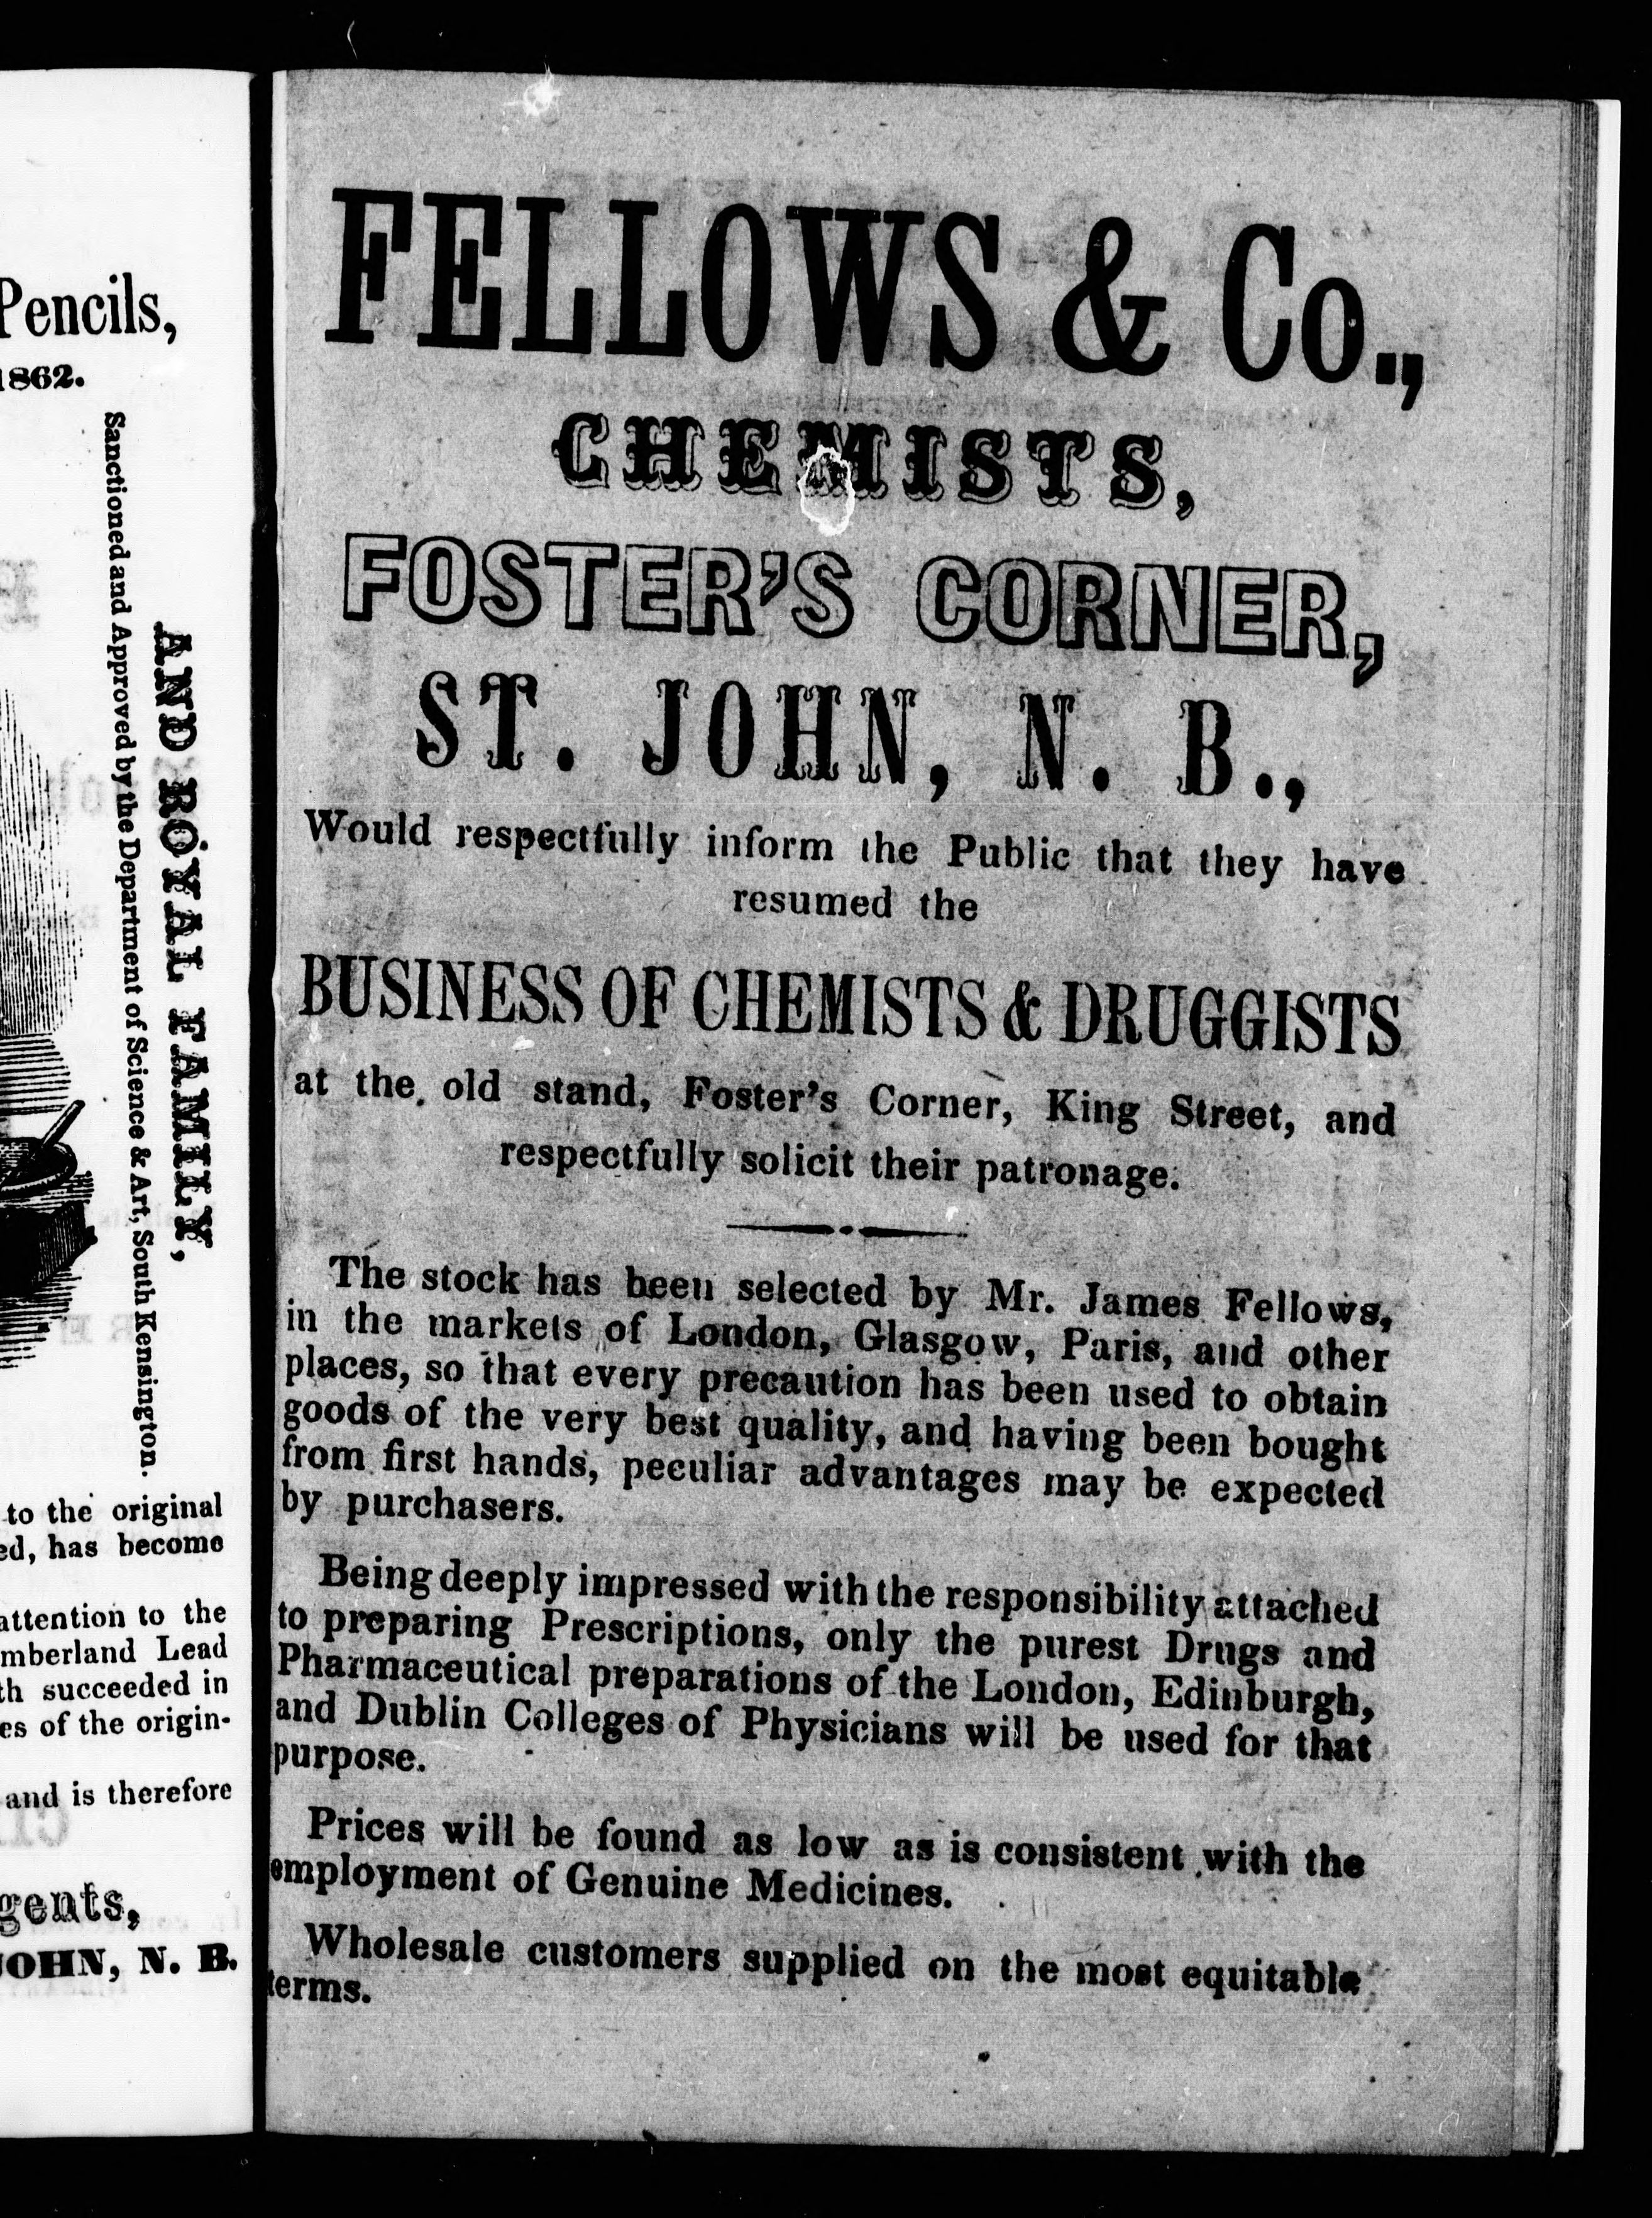 Pencils,
1862.
AND ROYAL FAMILY,
Sanctioned and Approved by the Department of Science & Art, South Kensington.
to the original
ed, has become
attention to the
mberland Lead
th succeeded in
es of the origin-
and is therefore
gents,
JOHN, N. B.
FELLOWS & Co.,
CHEMISTS,
FOSTER'S CORNER,
ST. JOHN, N. B.,
Would respectfully inform the Public that they have
resumed the
BUSINESS OF CHEMISTS & DRUGGISTS
at the old stand, Foster's Corner, King Street, and
respectfully solicit their patronage.
The stock has been selected by Mr. James Fellows,
in the markets of London, Glasgow, Paris, and other
places, so that every precaution has been used to obtain
goods of the very best quality, and having been bought
from first hands, peculiar advantages may be expected
by purchasers.
Being deeply impressed with the responsibility attached
to preparing Prescriptions, only the purest Drugs and
Pharmaceutical preparations of the London, Edinburgh,
and Dublin Colleges of Physicians will be used for that
purpose.
Prices will be found as low as is consistent with the
employment of Genuine Medicines.
Wholesale customers supplied on the most equitable
terms.